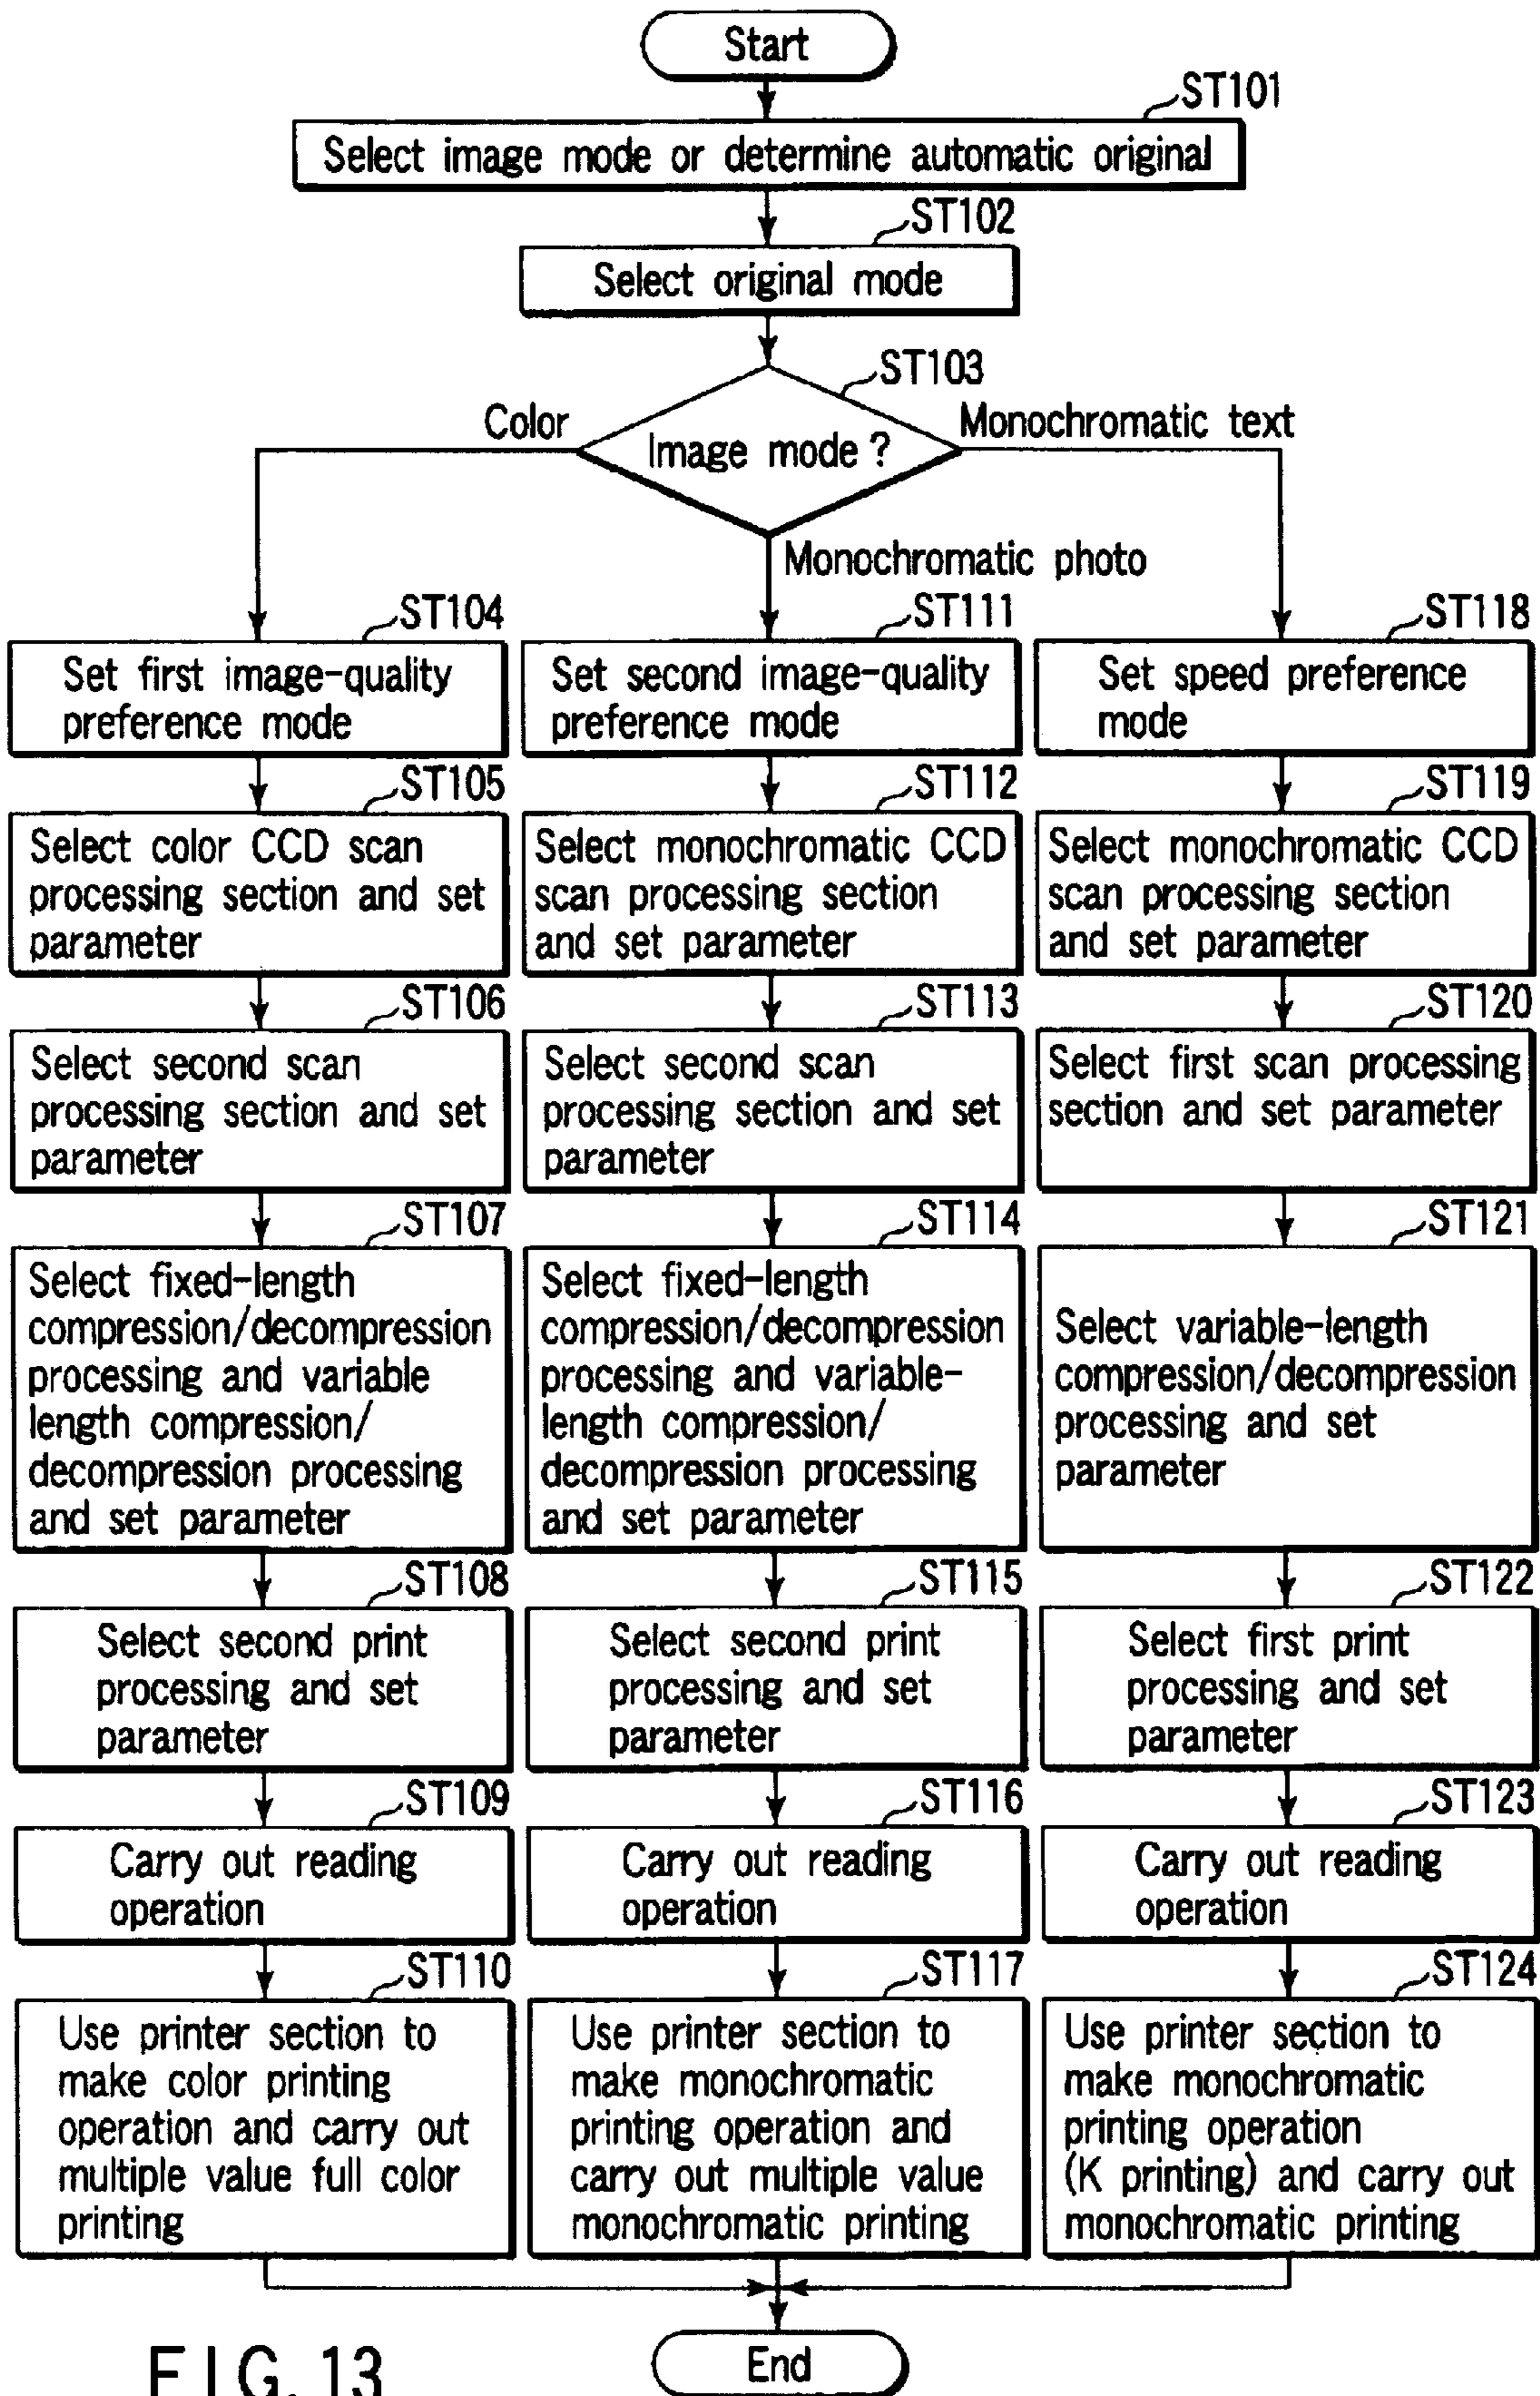 Start
ST101
Select image mode or determine automatic original
ST102
Select original mode
ST103
Color
Image mode ?
Monochromatic text
Monochromatic photo
ST104
Set first image-quality
preference mode
ST105
Select color CCD scan
processing section and set
parameter
ST106
Select second scan
processing section and set
parameter
ST107
Select fixed-length
compression/decompression
processing and variable
length compression/
decompression processing
and set parameter
ST108
Select second print
processing and set
parameter
ST109
Carry out reading
operation
ST110
Use printer section to
make color printing
operation and carry out
multiple value full color
printing
ST111
Set second image-quality
preference mode
ST112
Select monochromatic CCD
scan processing section
and set parameter
ST113
Select second scan
processing section and set
parameter
ST114
Select fixed-length
compression/decompression
processing and variable-
length compression/
decompression processing
and set parameter
ST115
Select second print
processing and set
parameter
ST116
Carry out reading
operation
ST117
Use printer section to
make monochromatic
printing operation and
carry out multiple value
monochromatic printing
ST118
Set speed preference
mode
ST119
Select monochromatic CCD
scan processing section
and set parameter
ST120
Select first scan processing
section and set parameter
ST121
Select variable-length
compression/decompression
processing and set
parameter
ST122
Select first print
processing and set
parameter
ST123
Carry out reading
operation
ST124
Use printer section to
make monochromatic
printing operation
(K printing) and carry out
monochromatic printing
End
FIG. 13